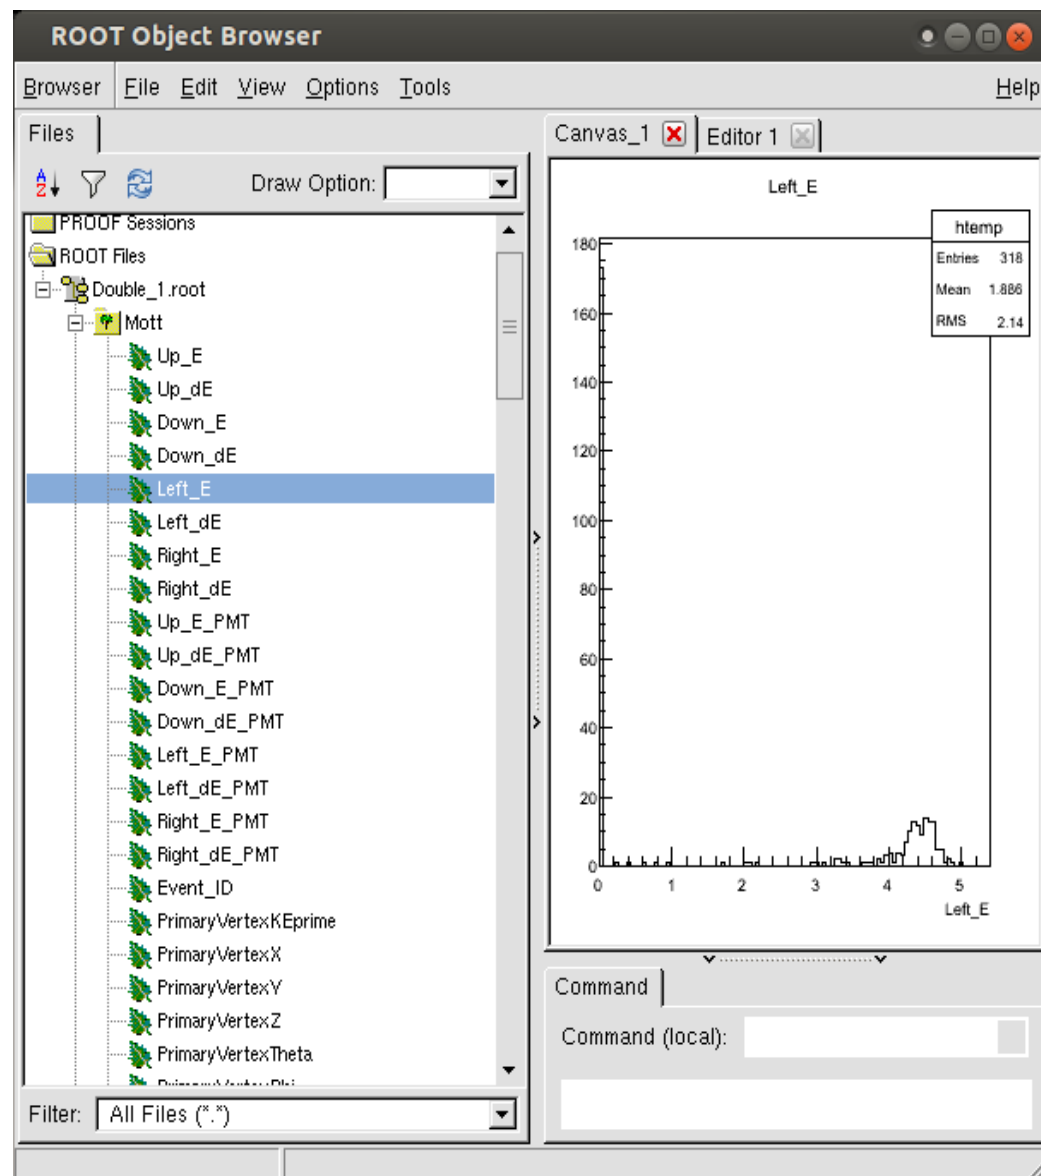 ROOT Object Browser
Browser File Edit View Options Tools Help
Files
Draw Option:
PROOF Sessions
ROOT Files
Double_1.root
Mott
Up_E
Up_dE
Down_E
Down_dE
Left_E
Left_dE
Right_E
Right_dE
Up_E_PMT
Up_dE_PMT
Down_E_PMT
Down_dE_PMT
Left_E_PMT
Left_dE_PMT
Right_E_PMT
Right_dE_PMT
Event_ID
PrimaryVertexKEprime
PrimaryVertexX
PrimaryVertexY
PrimaryVertexZ
PrimaryVertexTheta
PrimaryVertexPhi
Filter: All Files (*.*)
Canvas_1 Editor 1
Left_E
htemp
Entries 318
Mean 1.886
RMS 2.14
180
160
140
120
100
80
60
40
20
0
0 1 2 3 4 5
Left_E
Command
Command (local):